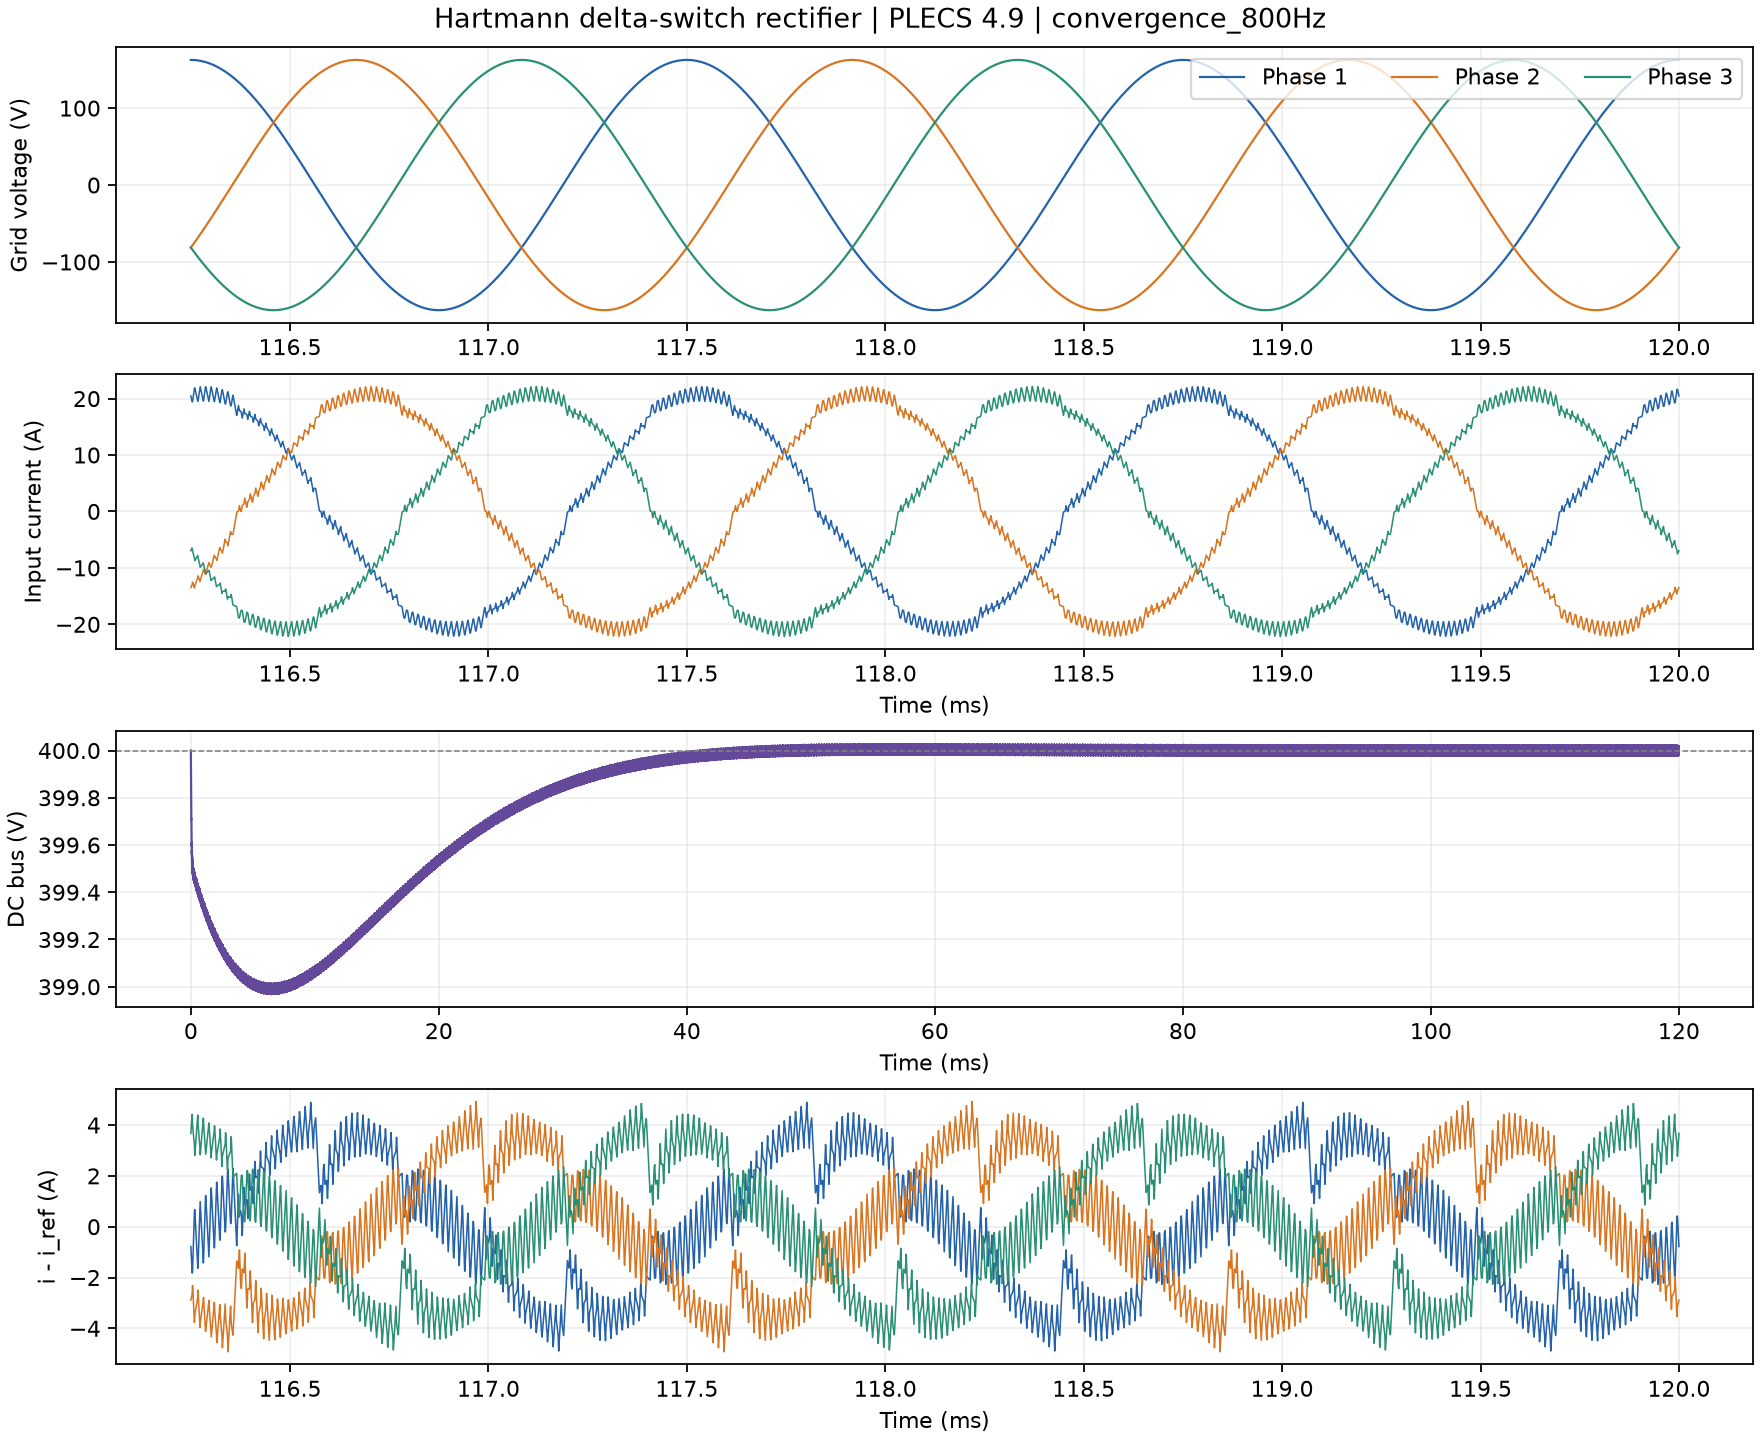 Hartmann delta-switch rectifier | PLECS 4.9 | convergence_800Hz
Phase 1 Phase 2 Phase 3
Grid voltage (V)
100
0
−100
116.5 117.0 117.5 118.0 118.5 119.0 119.5 120.0
Input current (A)
20
10
0
−10
−20
116.5 117.0 117.5 118.0 118.5 119.0 119.5 120.0
Time (ms)
DC bus (V)
400.0
399.8
399.6
399.4
399.2
399.0
0 20 40 60 80 100 120
Time (ms)
i - i_ref (A)
4
2
0
−2
−4
116.5 117.0 117.5 118.0 118.5 119.0 119.5 120.0
Time (ms)